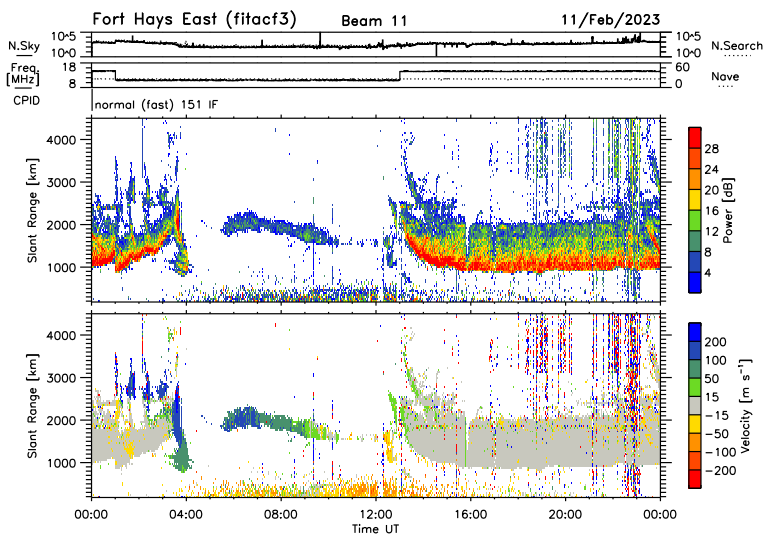 Fort Hays East (fitacf3) Beam 11 11/Feb/2023
N.Sky 10^5 10^0 10^5 10^0 N.Search
Freq. [MHz] 18 8 60 0 Nave
CPID normal (fast) 151 IF
Slant Range [km] 4000 3000 2000 1000
Power [dB] 28 24 20 16 12 8 4
Slant Range [km] 4000 3000 2000 1000
Velocity [m s⁻¹] 200 100 50 15 −15 −50 −100 −200
00:00 04:00 08:00 12:00 16:00 20:00 00:00
Time UT